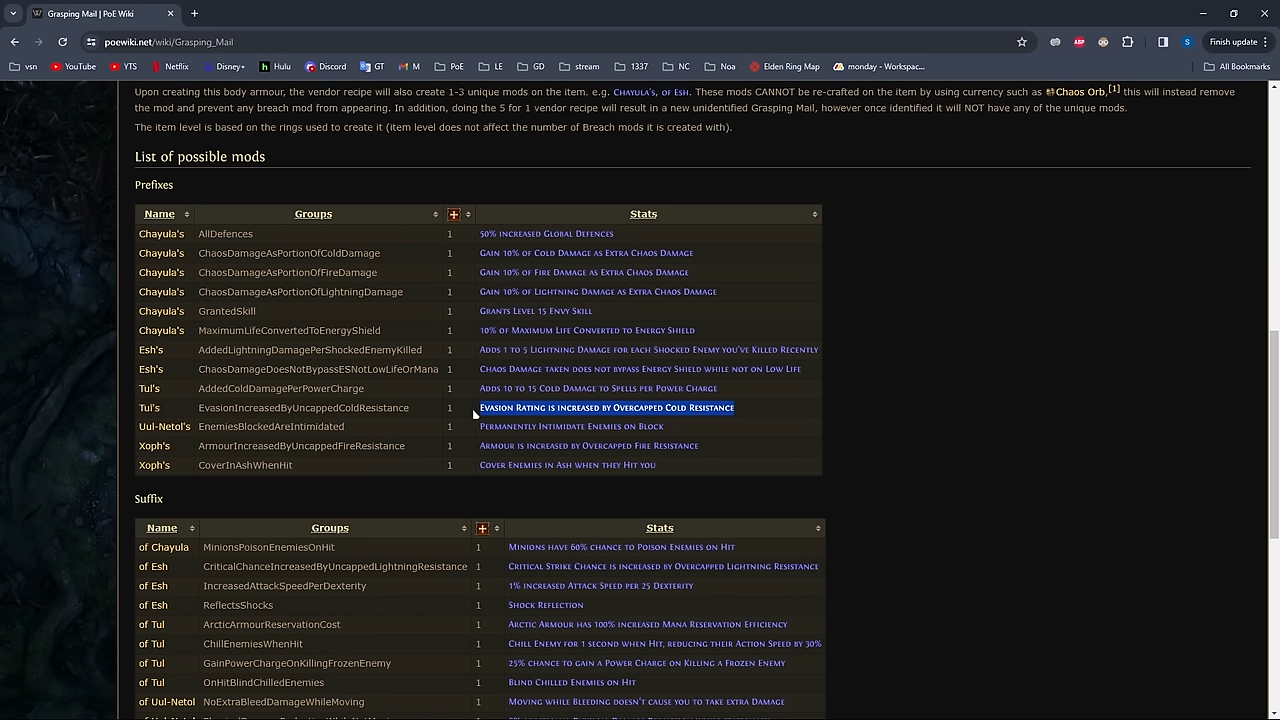 Grasping Mail | PoE Wiki
poewiki.net/wiki/Grasping_Mail
ABP
S
Finish update
vsn YouTube YTS Netflix Disney+ Hulu Discord GT M PoE LE GD stream 1337 NC Noa Elden Ring Map monday - Workspac... All Bookmarks
Upon creating this body armour, the vendor recipe will also create 1-3 unique mods on the item. e.g. Chayula's, of Esh. These mods CANNOT be re-crafted on the item by using currency such as Chaos Orb,[1] this will instead remove
the mod and prevent any breach mod from appearing. In addition, doing the 5 for 1 vendor recipe will result in a new unidentified Grasping Mail, however once identified it will NOT have any of the unique mods.
The item level is based on the rings used to create it (item level does not affect the number of Breach mods it is created with).
List of possible mods
Prefixes
Name Groups Stats
Chayula's AllDefences 1 50% increased Global Defences
Chayula's ChaosDamageAsPortionOfColdDamage 1 Gain 10% of Cold Damage as Extra Chaos Damage
Chayula's ChaosDamageAsPortionOfFireDamage 1 Gain 10% of Fire Damage as Extra Chaos Damage
Chayula's ChaosDamageAsPortionOfLightningDamage 1 Gain 10% of Lightning Damage as Extra Chaos Damage
Chayula's GrantedSkill 1 Grants Level 15 Envy Skill
Chayula's MaximumLifeConvertedToEnergyShield 1 10% of Maximum Life Converted to Energy Shield
Esh's AddedLightningDamagePerShockedEnemyKilled 1 Adds 1 to 5 Lightning Damage for each Shocked Enemy you've Killed Recently
Esh's ChaosDamageDoesNotBypassESNotLowLifeOrMana 1 Chaos Damage taken does not bypass Energy Shield while not on Low Life
Tul's AddedColdDamagePerPowerCharge 1 Adds 10 to 15 Cold Damage to Spells per Power Charge
Tul's EvasionIncreasedByUncappedColdResistance 1 Evasion Rating is increased by Overcapped Cold Resistance
Uul-Netol's EnemiesBlockedAreIntimidated 1 Permanently Intimidate Enemies on Block
Xoph's ArmourIncreasedByUncappedFireResistance 1 Armour is increased by Overcapped Fire Resistance
Xoph's CoverInAshWhenHit 1 Cover Enemies in Ash when they Hit you
Suffix
Name Groups Stats
of Chayula MinionsPoisonEnemiesOnHit 1 Minions have 60% chance to Poison Enemies on Hit
of Esh CriticalChanceIncreasedByUncappedLightningResistance 1 Critical Strike Chance is increased by Overcapped Lightning Resistance
of Esh IncreasedAttackSpeedPerDexterity 1 1% increased Attack Speed per 25 Dexterity
of Esh ReflectsShocks 1 Shock Reflection
of Tul ArcticArmourReservationCost 1 Arctic Armour has 100% increased Mana Reservation Efficiency
of Tul ChillEnemiesWhenHit 1 Chill Enemy for 1 second when Hit, reducing their Action Speed by 30%
of Tul GainPowerChargeOnKillingFrozenEnemy 1 25% chance to gain a Power Charge on Killing a Frozen Enemy
of Tul OnHitBlindChilledEnemies 1 Blind Chilled Enemies on Hit
of Uul-Netol NoExtraBleedDamageWhileMoving 1 Moving while Bleeding doesn't cause you to take extra Damage